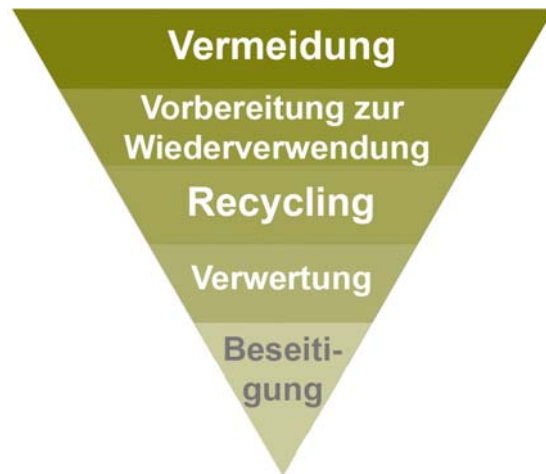 Vermeidung
Vorbereitung zur
Wiederverwendung
Recycling
Verwertung
Beseiti-
gung